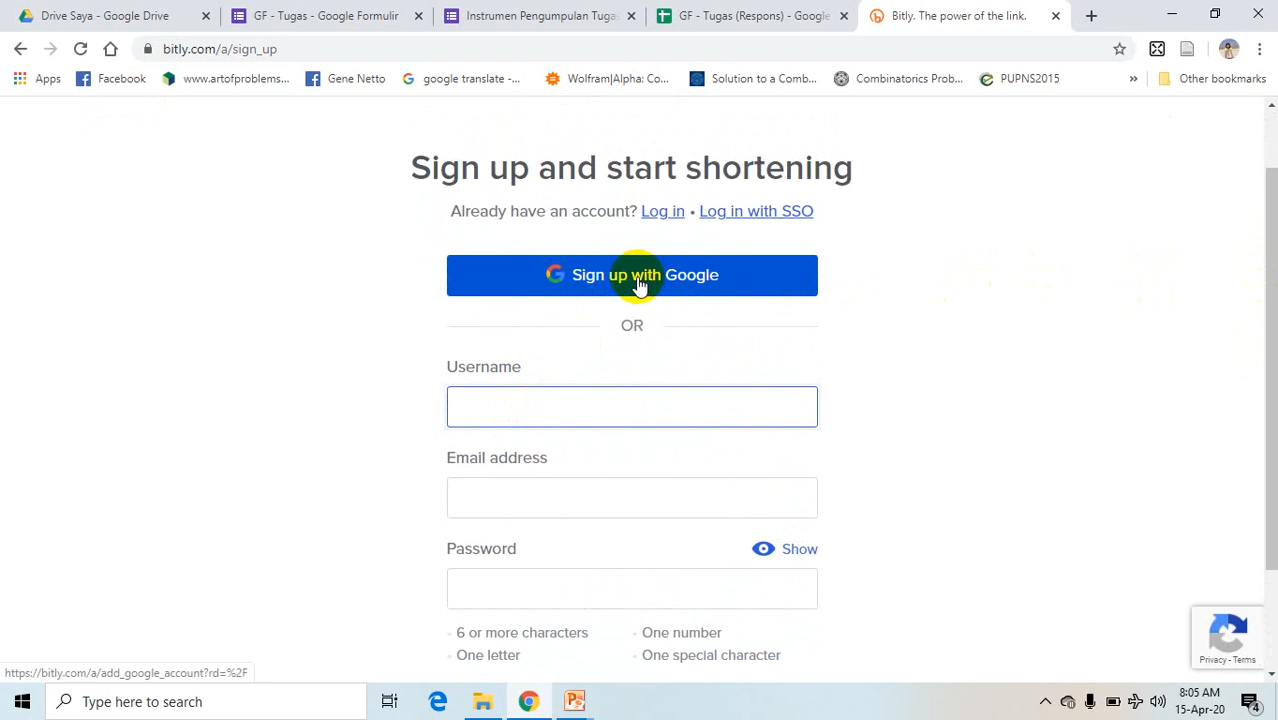 Drive Saya - Google Drive
GF - Tugas - Google Formuli
Instrumen Pengumpulan Tuga
GF - Tugas (Respons) - Google
Bitly. The power of the link.
bitly.com/a/sign_up
Apps
Facebook
www.artofproblems...
Gene Netto
google translate -...
Wolfram|Alpha: Co...
Solution to a Comb...
Combinatorics Prob...
PUPNS2015
»
Other bookmarks
Sign up and start shortening
Already have an account? Log in • Log in with SSO
Sign up with Google
OR
Username
Email address
Password
Show
6 or more characters
One number
One letter
One special character
Privacy - Terms
https://bitly.com/a/add_google_account?rd=%2F
Type here to search
8:05 AM
15-Apr-20
4